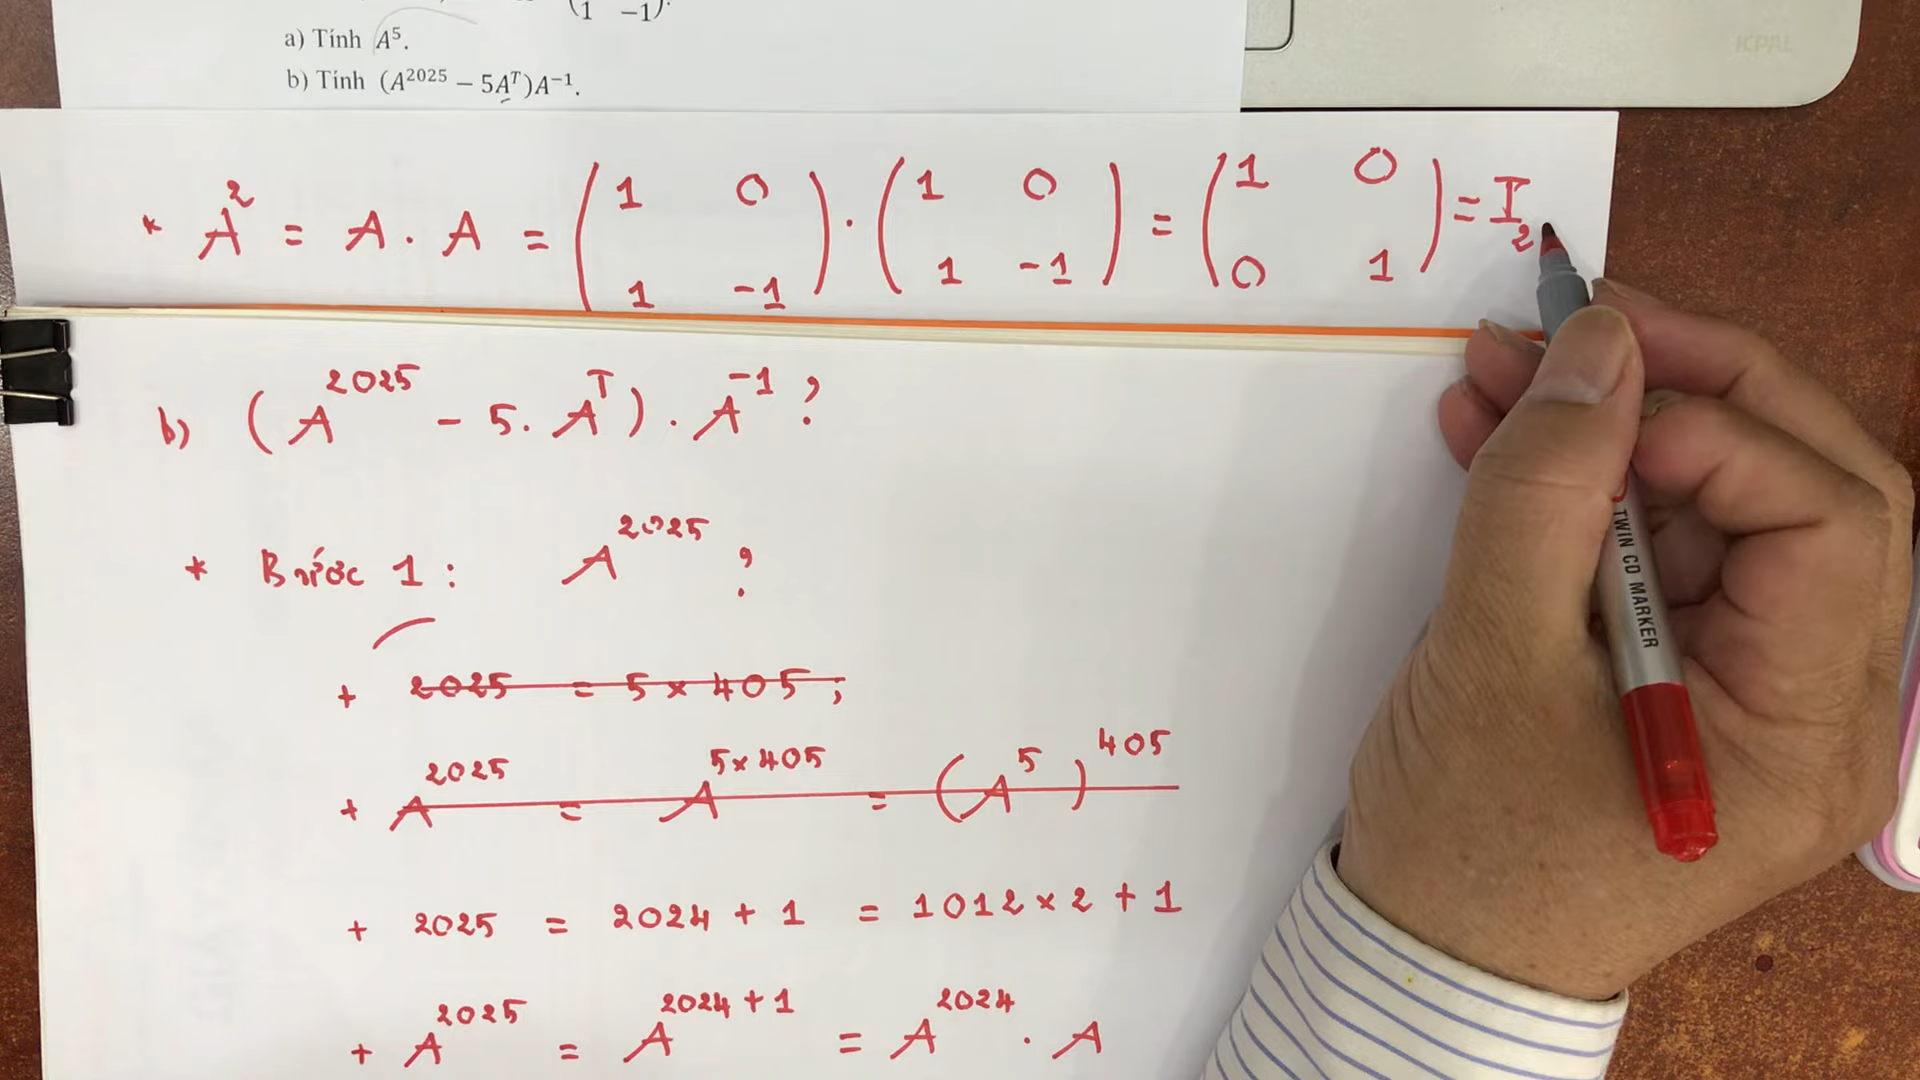 (1 −1).
a) Tính A⁵.
b) Tính (A²⁰²⁵ − 5Aᵀ)A⁻¹.
* A² = A . A = (1 0 1 -1) . (1 0 1 -1) = (1 0 0 1) = I₂
b) (A²⁰²⁵ - 5. Aᵀ) . A⁻¹ ?
* Bước 1 : A²⁰²⁵ ?
+ 2025 = 5 × 405 ;
+ A²⁰²⁵ = A⁵ˣ⁴⁰⁵ = (A⁵)⁴⁰⁵
+ 2025 = 2024 + 1 = 1012 × 2 + 1
+ A²⁰²⁵ = A²⁰²⁴⁺¹ = A²⁰²⁴ . A
TWIN CD MARKER